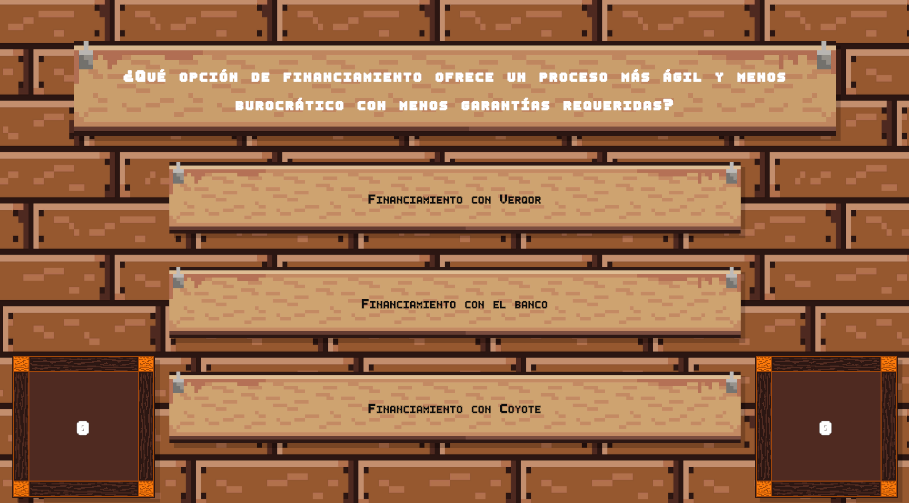 ¿Qué opción de financiamiento ofrece un proceso más ágil y menos
burocrático con menos garantías requeridas?
Financiamiento con Verqor
Financiamiento con el banco
Financiamiento con Coyote
0
0